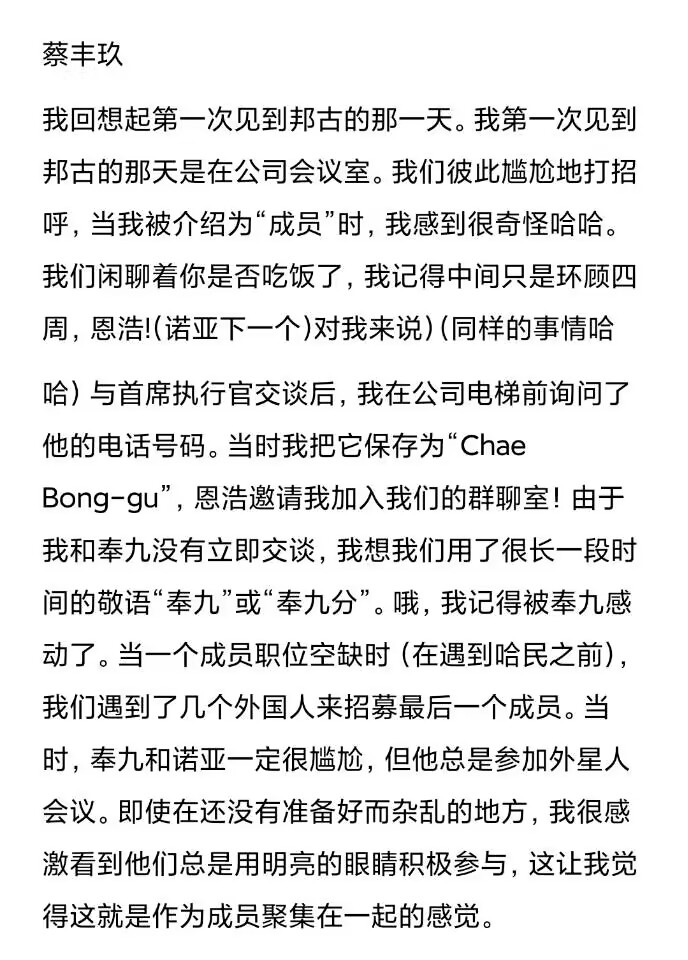 蔡丰玖
我回想起第一次见到邦古的那一天。我第一次见到
邦古的那天是在公司会议室。我们彼此尴尬地打招
呼，当我被介绍为“成员”时，我感到很奇怪哈哈。
我们闲聊着你是否吃饭了，我记得中间只是环顾四
周，恩浩!(诺亚下一个)对我来说）(同样的事情哈
哈）与首席执行官交谈后，我在公司电梯前询问了
他的电话号码。当时我把它保存为“Chae
Bong-gu”，恩浩邀请我加入我们的群聊室！由于
我和奉九没有立即交谈，我想我们用了很长一段时
间的敬语“奉九”或“奉九分”。哦，我记得被奉九感
动了。当一个成员职位空缺时（在遇到哈民之前），
我们遇到了几个外国人来招募最后一个成员。当
时，奉九和诺亚一定很尴尬，但他总是参加外星人
会议。即使在还没有准备好而杂乱的地方，我很感
激看到他们总是用明亮的眼睛积极参与，这让我觉
得这就是作为成员聚集在一起的感觉。